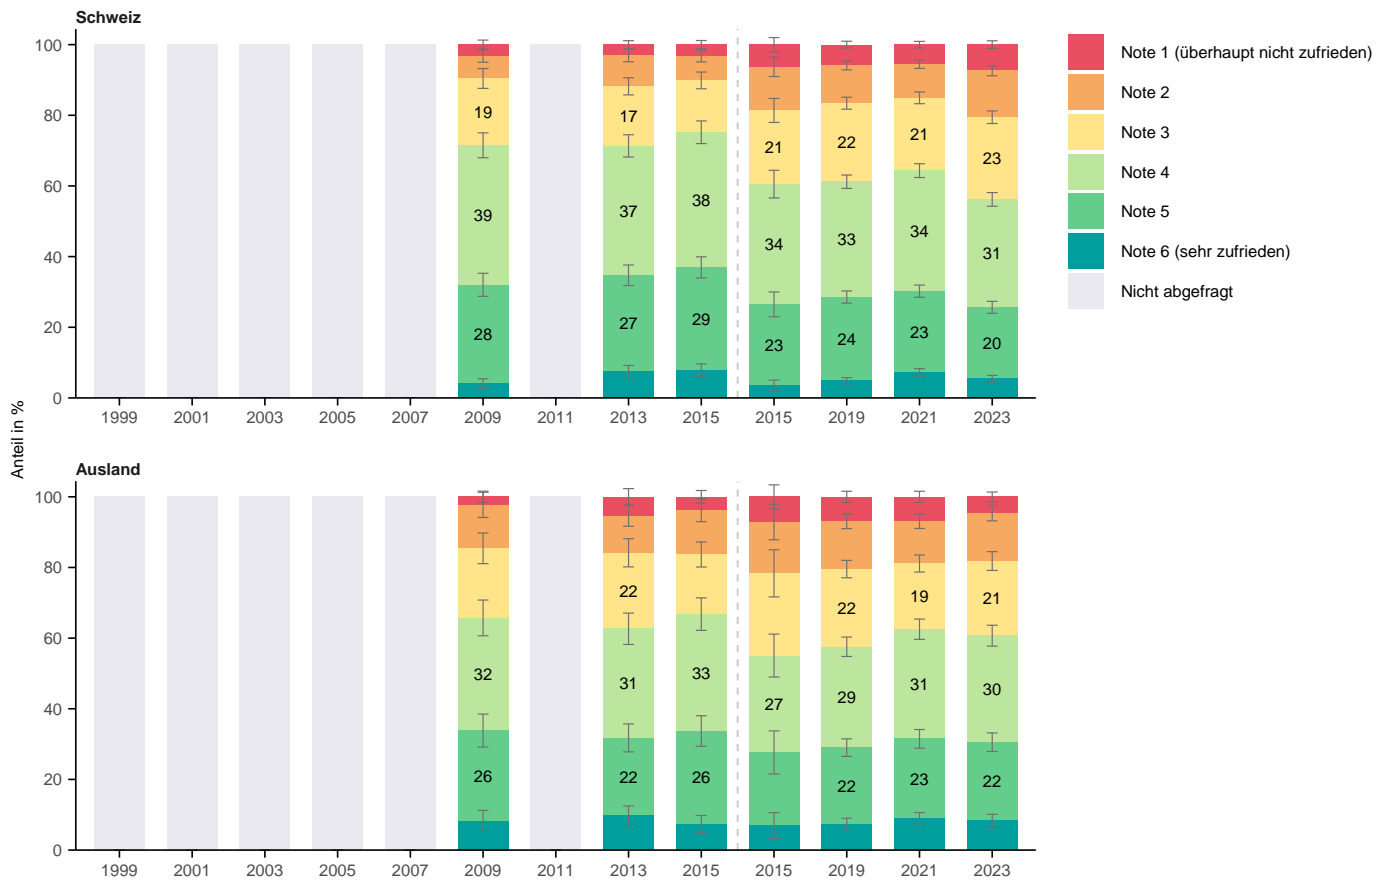 Schweiz
Note 1 (überhaupt nicht zufrieden)
Note 2
Note 3
Note 4
Note 5
Note 6 (sehr zufrieden)
Nicht abgefragt
Anteil in %
100
80
60
40
20
0
19 17 21 22 21 23
39 37 38 34 33 34 31
28 27 29 23 24 23 20
1999 2001 2003 2005 2007 2009 2011 2013 2015 2015 2019 2021 2023
Ausland
100
80
60
40
20
0
22 22 19 21
32 31 33 27 29 31 30
26 22 26 22 23 22
1999 2001 2003 2005 2007 2009 2011 2013 2015 2015 2019 2021 2023